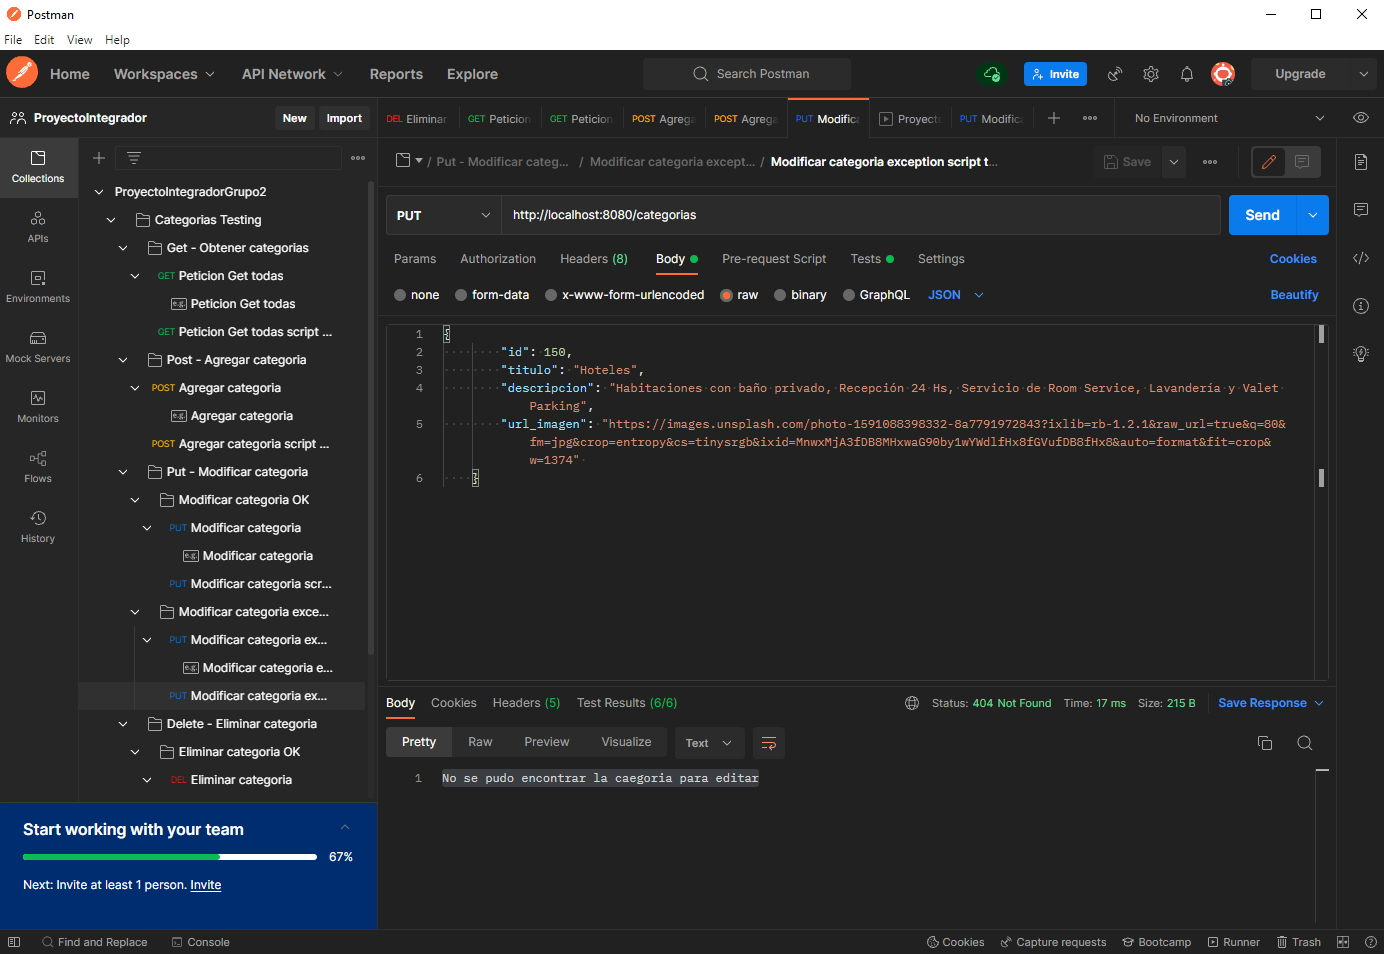 Postman
File Edit View Help
Home Workspaces API Network Reports Explore Search Postman Invite Upgrade
ProyectoIntegrador New Import
DEL Eliminar GET Peticion GET Peticion POST Agrega POST Agrega PUT Modifica Proyecto PUT Modifica No Environment
/ Put - Modificar categ... / Modificar categoria except... / Modificar categoria exception script t... Save
Collections
APIs
Environments
Mock Servers
Monitors
Flows
History
ProyectoIntegradorGrupo2
Categorias Testing
Get - Obtener categorias
GET Peticion Get todas
e.g. Peticion Get todas
GET Peticion Get todas script ...
Post - Agregar categoria
POST Agregar categoria
e.g. Agregar categoria
POST Agregar categoria script ...
Put - Modificar categoria
Modificar categoria OK
PUT Modificar categoria
e.g. Modificar categoria
PUT Modificar categoria scr...
Modificar categoria exce...
PUT Modificar categoria ex...
e.g. Modificar categoria e...
PUT Modificar categoria ex...
Delete - Eliminar categoria
Eliminar categoria OK
DEL Eliminar categoria
Start working with your team
67%
Next: Invite at least 1 person. Invite
PUT http://localhost:8080/categorias Send
Params Authorization Headers (8) Body Pre-request Script Tests Settings Cookies
none form-data x-www-form-urlencoded raw binary GraphQL JSON Beautify
1 {
2 "id": 150,
3 "titulo": "Hoteles",
4 "descripcion": "Habitaciones con baño privado, Recepción 24 Hs, Servicio de Room Service, Lavandería y Valet
Parking",
5 "url_imagen": "https://images.unsplash.com/photo-1591088398332-8a7791972843?ixlib=rb-1.2.1&raw_url=true&q=80&
fm=jpg&crop=entropy&cs=tinysrgb&ixid=MnwxMjA3fDB8MHxwaG90by1wYWdlfHx8fGVufDB8fHx8&auto=format&fit=crop&
w=1374"
6 }
Body Cookies Headers (5) Test Results (6/6) Status: 404 Not Found Time: 17 ms Size: 215 B Save Response
Pretty Raw Preview Visualize Text
1 No se pudo encontrar la caegoria para editar
Find and Replace Console Cookies Capture requests Bootcamp Runner Trash